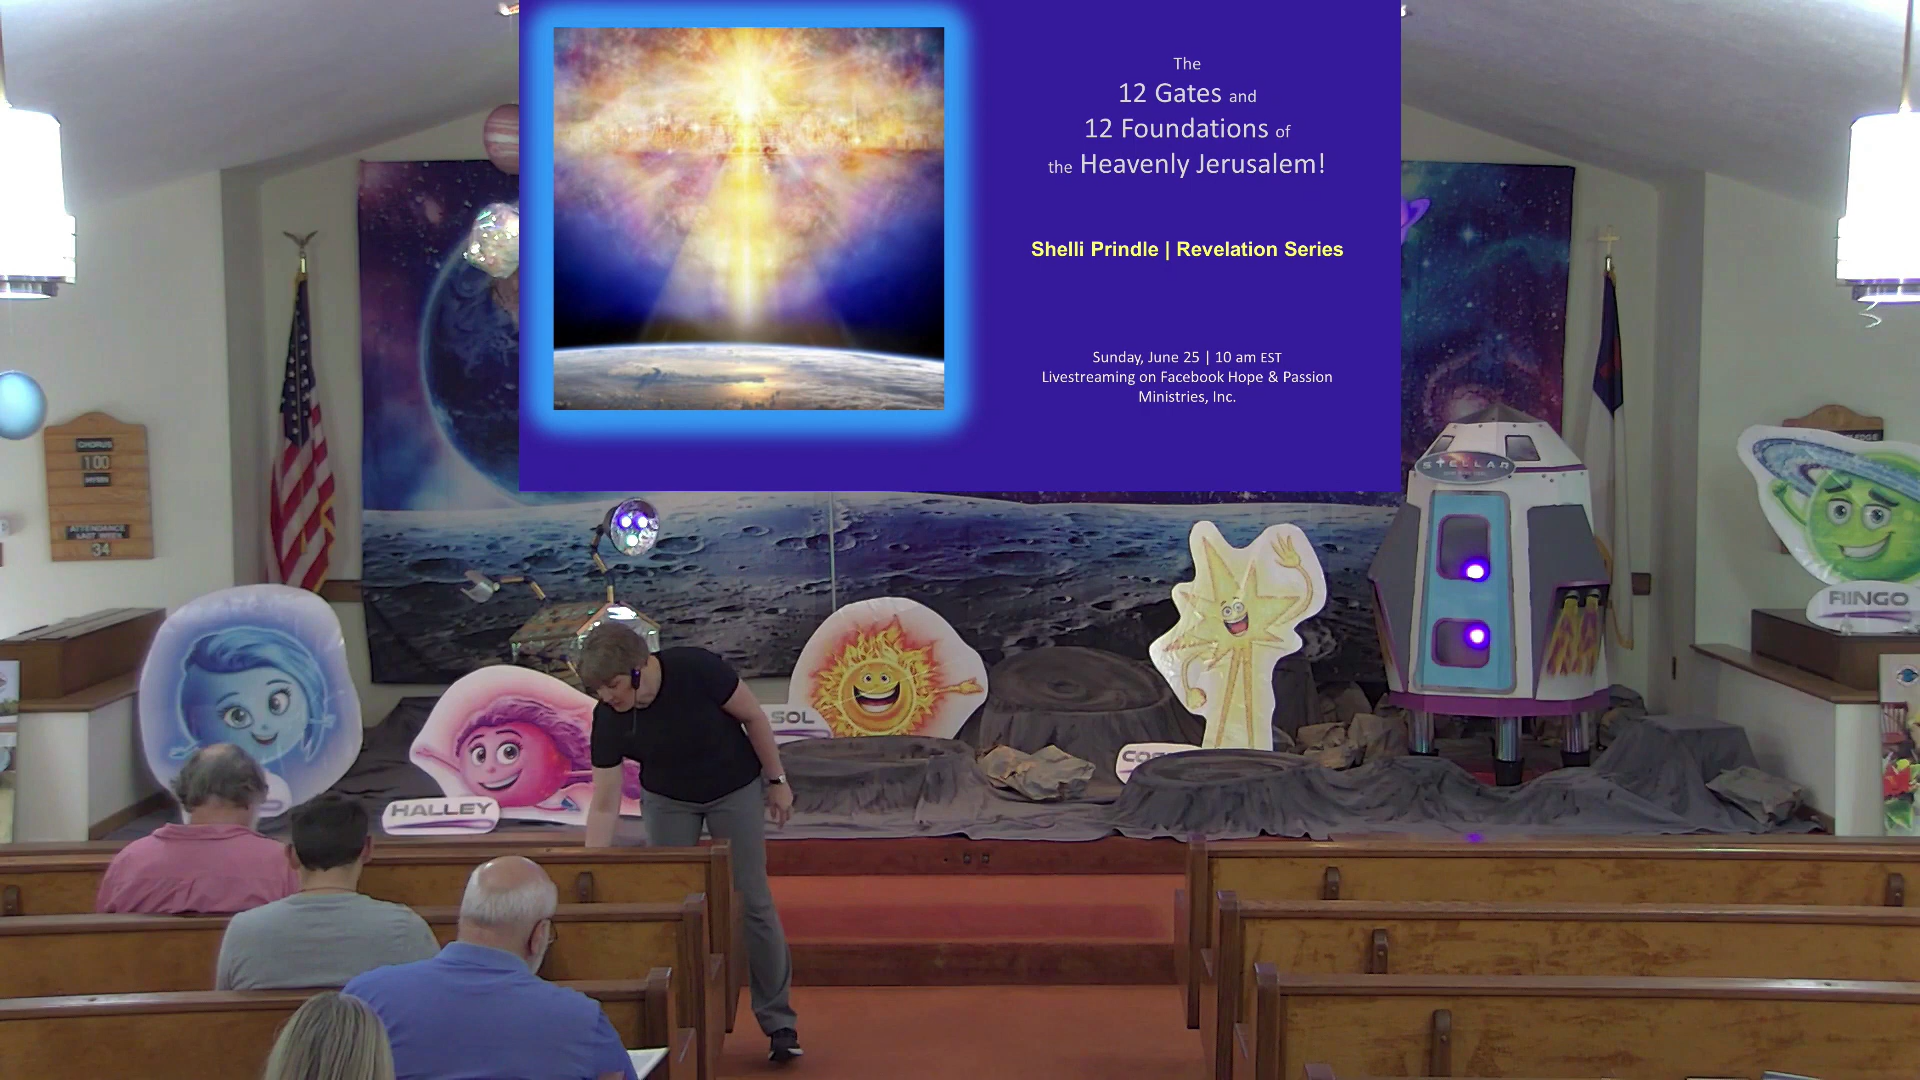 The
12 Gates and
12 Foundations of
the Heavenly Jerusalem!
Shelli Prindle | Revelation Series
Sunday, June 25 | 10 am EST
Livestreaming on Facebook Hope & Passion
Ministries, Inc.
CHORUS
100
HYMN
ATTENDANCE
LAST WEEK
34
STELLAR
RINGO
SOL
HALLEY